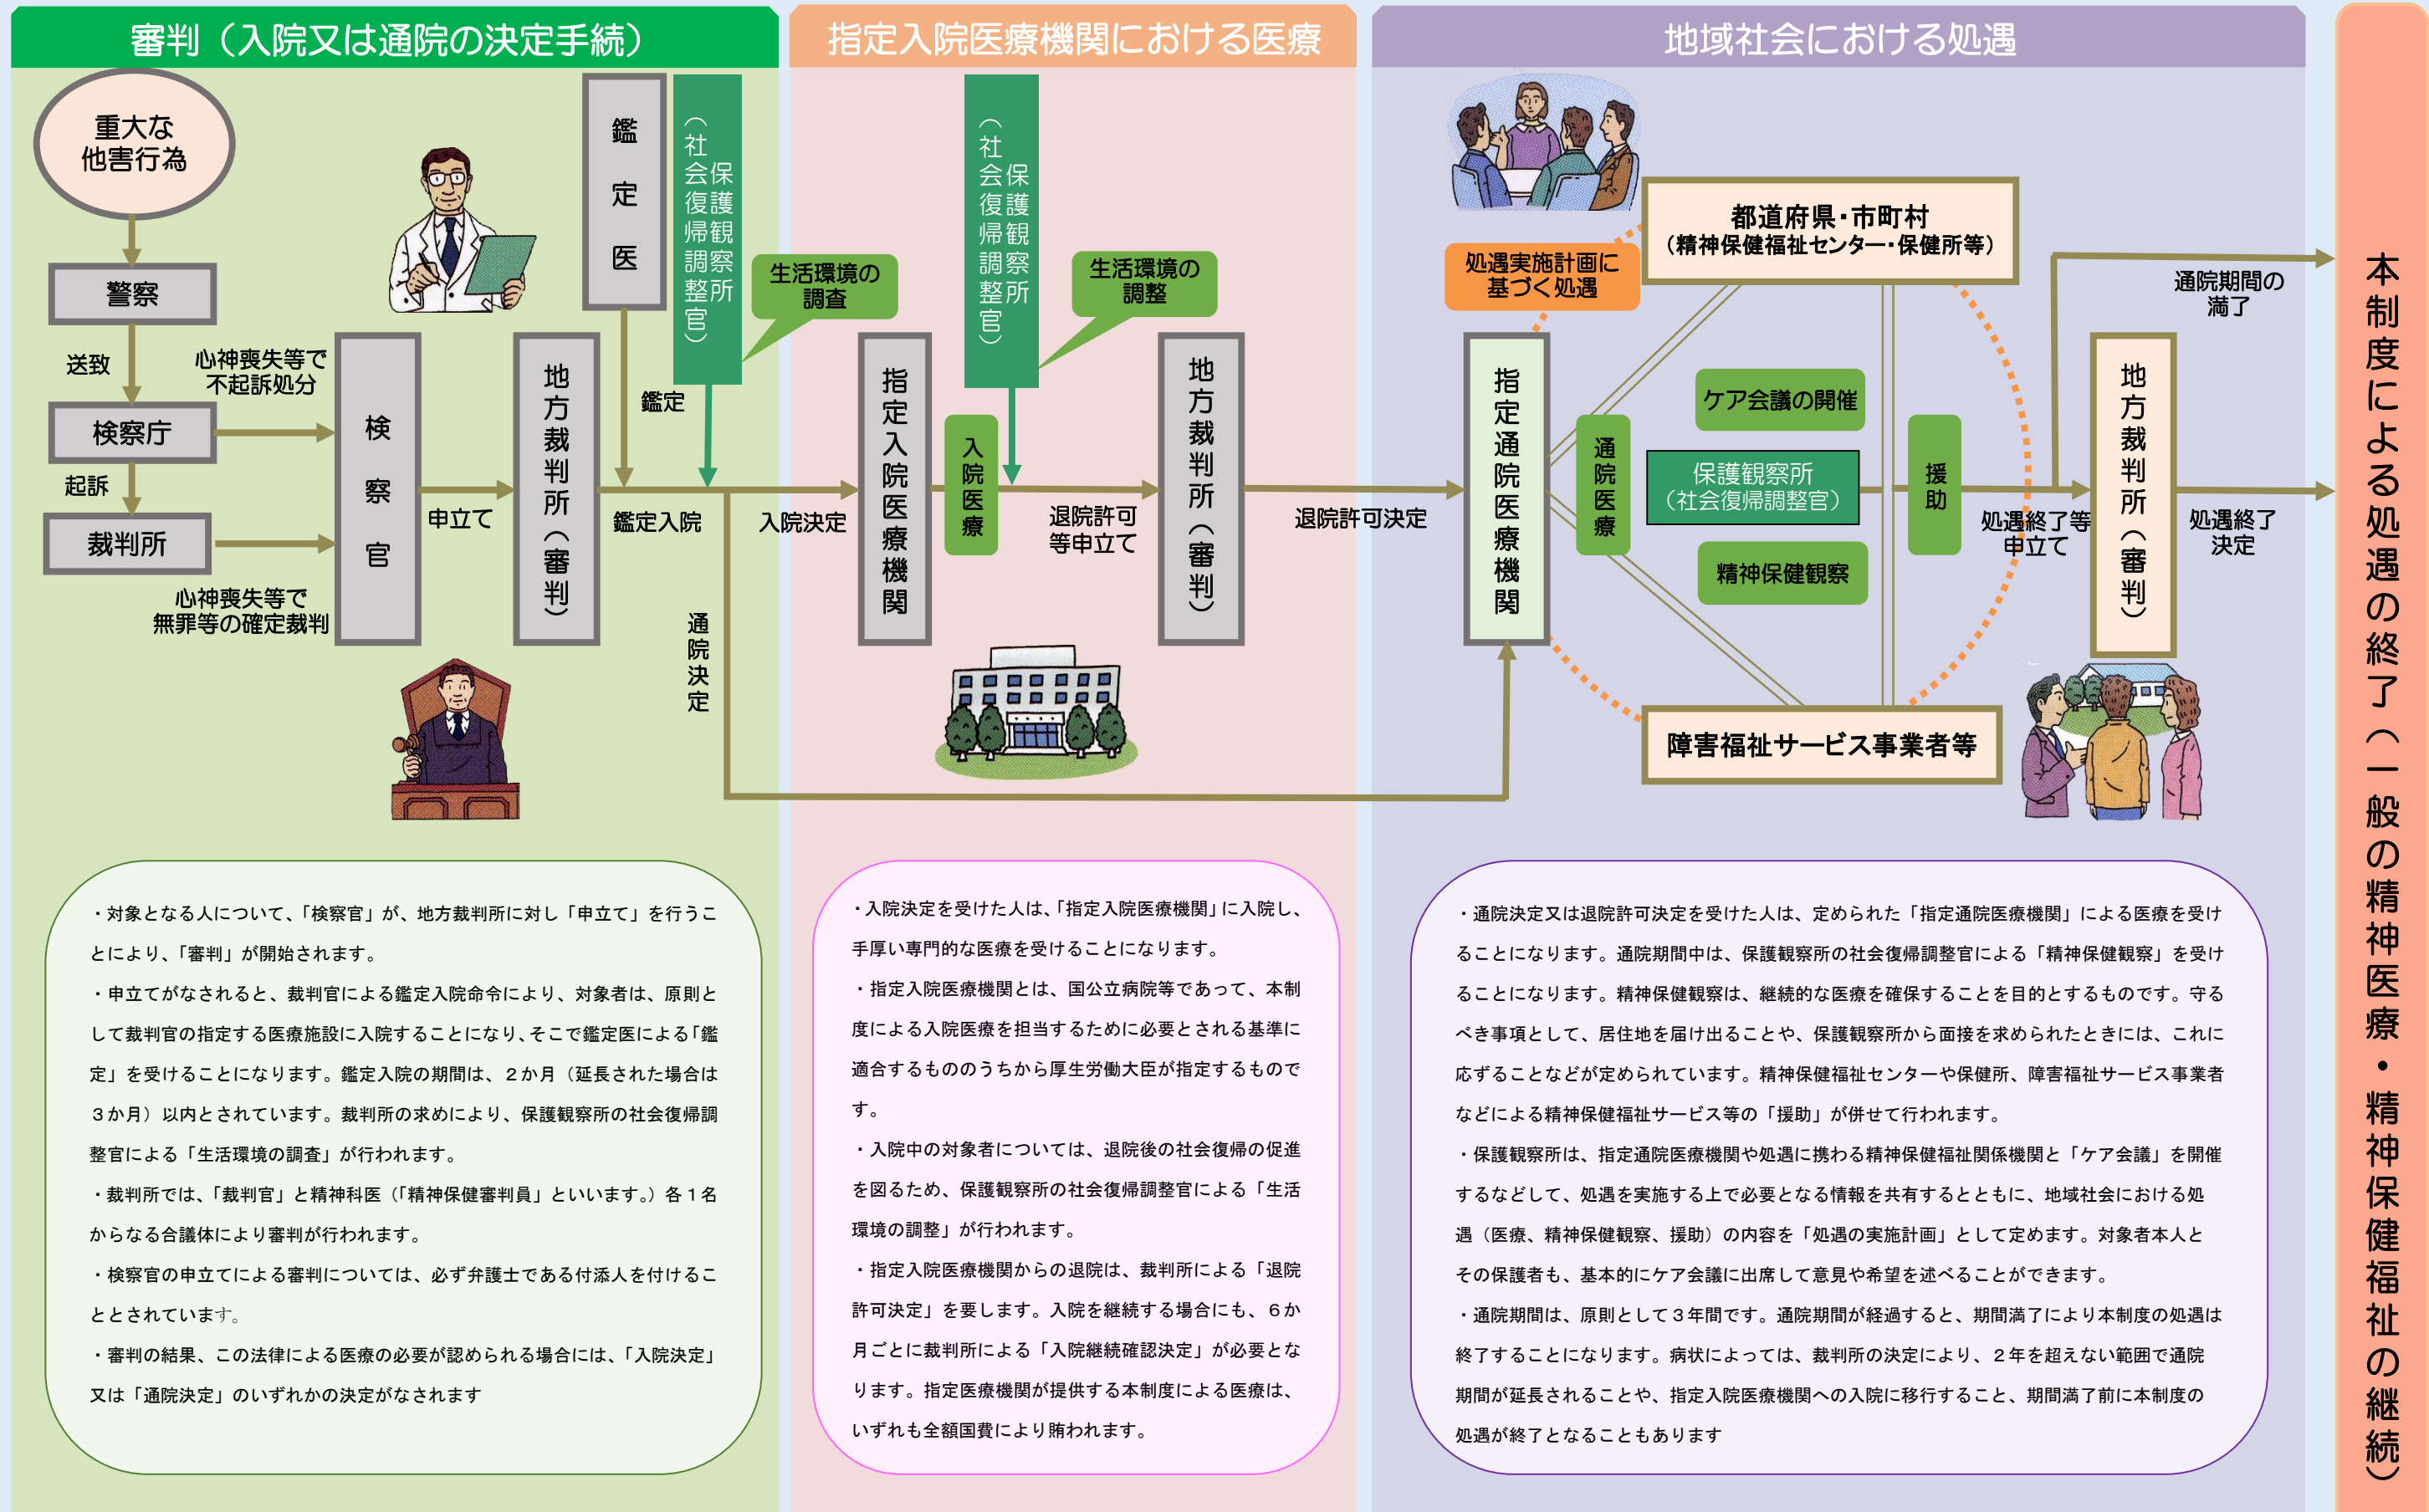 審判（入院又は通院の決定手続）
重大な
他害行為
警察
送致
検察庁
起訴
裁判所
心神喪失等で
不起訴処分
心神喪失等で
無罪等の確定裁判
検察官
申立て
地方裁判所（審判）
鑑定医
鑑定
保護観察所
（社会復帰調整官）
生活環境の
調査
鑑定入院
入院決定
通院決定
・対象となる人について、「検察官」が、地方裁判所に対し「申立て」を行うこ
とにより、「審判」が開始されます。
・申立てがなされると、裁判官による鑑定入院命令により、対象者は、原則と
して裁判官の指定する医療施設に入院することになり、そこで鑑定医による「鑑
定」を受けることになります。鑑定入院の期間は、２か月（延長された場合は
３か月）以内とされています。裁判所の求めにより、保護観察所の社会復帰調
整官による「生活環境の調査」が行われます。
・裁判所では、「裁判官」と精神科医（「精神保健審判員」といいます。）各１名
からなる合議体により審判が行われます。
・検察官の申立てによる審判については、必ず弁護士である付添人を付けるこ
ととされています。
・審判の結果、この法律による医療の必要が認められる場合には、「入院決定」
又は「通院決定」のいずれかの決定がなされます
指定入院医療機関における医療
指定入院医療機関
入院医療
保護観察所
（社会復帰調整官）
生活環境の
調整
退院許可
等申立て
地方裁判所（審判）
退院許可決定
・入院決定を受けた人は、「指定入院医療機関」に入院し、
手厚い専門的な医療を受けることになります。
・指定入院医療機関とは、国公立病院等であって、本制
度による入院医療を担当するために必要とされる基準に
適合するもののうちから厚生労働大臣が指定するもので
す。
・入院中の対象者については、退院後の社会復帰の促進
を図るため、保護観察所の社会復帰調整官による「生活
環境の調整」が行われます。
・指定入院医療機関からの退院は、裁判所による「退院
許可決定」を要します。入院を継続する場合にも、６か
月ごとに裁判所による「入院継続確認決定」が必要とな
ります。指定医療機関が提供する本制度による医療は、
いずれも全額国費により賄われます。
地域社会における処遇
都道府県・市町村
（精神保健福祉センター・保健所等）
処遇実施計画に
基づく処遇
指定通院医療機関
通院医療
ケア会議の開催
保護観察所
（社会復帰調整官）
精神保健観察
援助
障害福祉サービス事業者等
処遇終了等
申立て
地方裁判所（審判）
通院期間の
満了
処遇終了
決定
・通院決定又は退院許可決定を受けた人は、定められた「指定通院医療機関」による医療を受け
ることになります。通院期間中は、保護観察所の社会復帰調整官による「精神保健観察」を受け
ることになります。精神保健観察は、継続的な医療を確保することを目的とするものです。守る
べき事項として、居住地を届け出ることや、保護観察所から面接を求められたときには、これに
応ずることなどが定められています。精神保健福祉センターや保健所、障害福祉サービス事業者
などによる精神保健福祉サービス等の「援助」が併せて行われます。
・保護観察所は、指定通院医療機関や処遇に携わる精神保健福祉関係機関と「ケア会議」を開催
するなどして、処遇を実施する上で必要となる情報を共有するとともに、地域社会における処
遇（医療、精神保健観察、援助）の内容を「処遇の実施計画」として定めます。対象者本人と
その保護者も、基本的にケア会議に出席して意見や希望を述べることができます。
・通院期間は、原則として３年間です。通院期間が経過すると、期間満了により本制度の処遇は
終了することになります。病状によっては、裁判所の決定により、２年を超えない範囲で通院
期間が延長されることや、指定入院医療機関への入院に移行すること、期間満了前に本制度の
処遇が終了となることもあります
本制度による処遇の終了（一般の精神医療・精神保健福祉の継続）